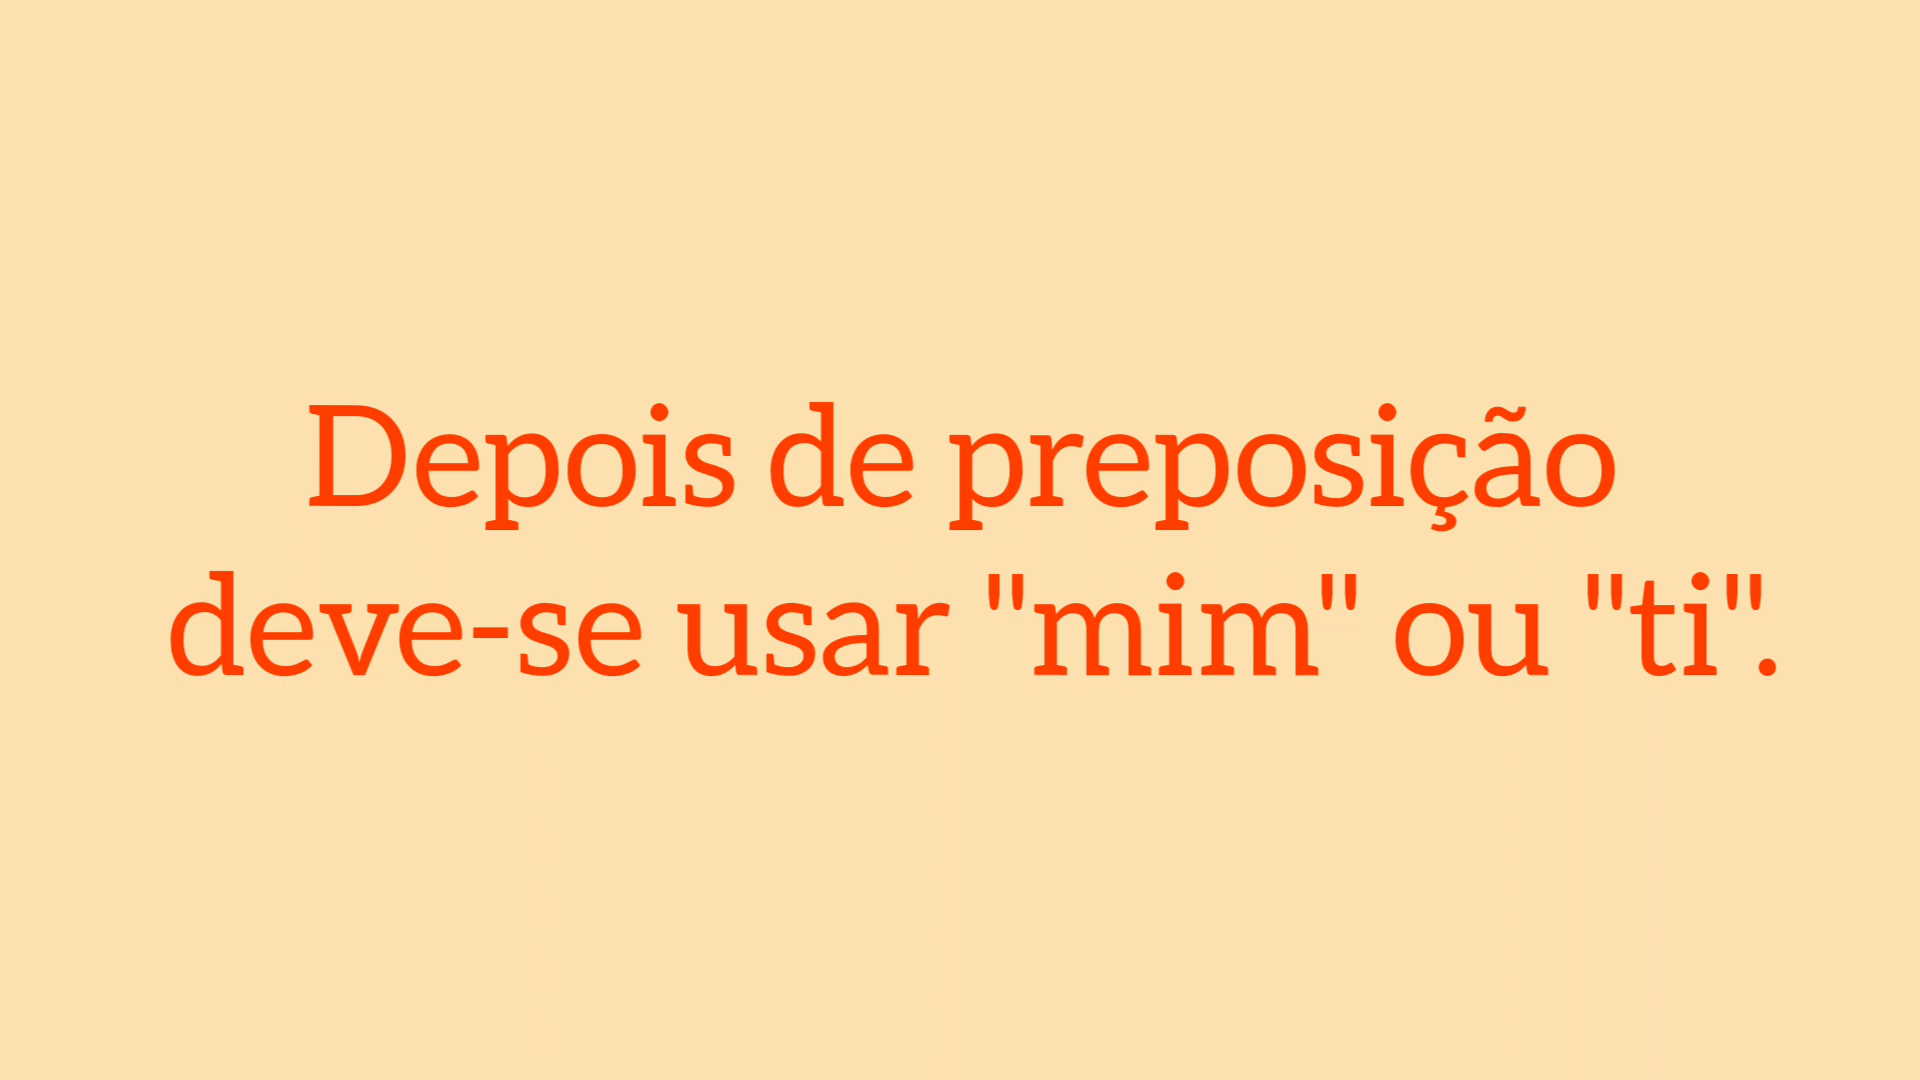 Depois de preposição
deve-se usar "mim" ou "ti".